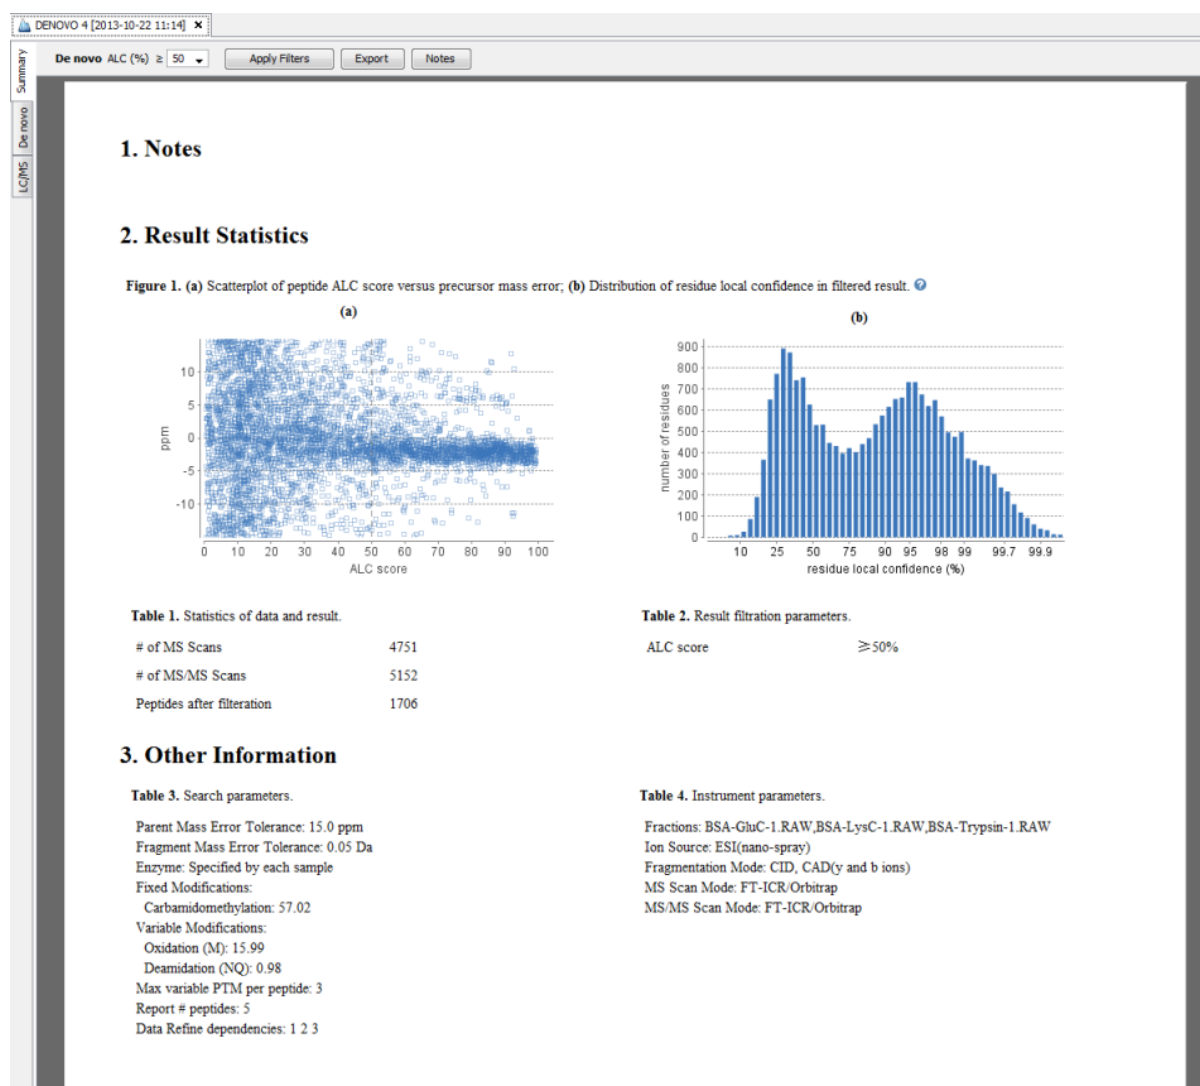 DENOVO 4 [2013-10-22 11:14] ×
Summary
De novo
LC/MS
De novo ALC (%) ≥ 50
Apply Filters
Export
Notes
1. Notes
2. Result Statistics
Figure 1. (a) Scatterplot of peptide ALC score versus precursor mass error; (b) Distribution of residue local confidence in filtered result. ?
(a)
ppm
10
5
0
-5
-10
0 10 20 30 40 50 60 70 80 90 100
ALC score
(b)
number of residues
900
800
700
600
500
400
300
200
100
0
10 25 50 75 90 95 98 99 99.7 99.9
residue local confidence (%)
Table 1. Statistics of data and result.
# of MS Scans 4751
# of MS/MS Scans 5152
Peptides after filteration 1706
Table 2. Result filtration parameters.
ALC score ≥50%
3. Other Information
Table 3. Search parameters.
Parent Mass Error Tolerance: 15.0 ppm
Fragment Mass Error Tolerance: 0.05 Da
Enzyme: Specified by each sample
Fixed Modifications:
Carbamidomethylation: 57.02
Variable Modifications:
Oxidation (M): 15.99
Deamidation (NQ): 0.98
Max variable PTM per peptide: 3
Report # peptides: 5
Data Refine dependencies: 1 2 3
Table 4. Instrument parameters.
Fractions: BSA-GluC-1.RAW,BSA-LysC-1.RAW,BSA-Trypsin-1.RAW
Ion Source: ESI(nano-spray)
Fragmentation Mode: CID, CAD(y and b ions)
MS Scan Mode: FT-ICR/Orbitrap
MS/MS Scan Mode: FT-ICR/Orbitrap